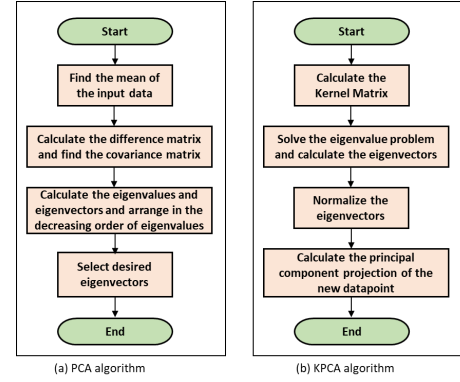 Start
Find the mean of
the input data
Calculate the difference matrix
and find the covariance matrix
Calculate the eigenvalues and
eigenvectors and arrange in the
decreasing order of eigenvalues
Select desired
eigenvectors
End
(a) PCA algorithm
Start
Calculate the
Kernel Matrix
Solve the eigenvalue problem
and calculate the eigenvectors
Normalize the
eigenvectors
Calculate the principal
component projection of the
new datapoint
End
(b) KPCA algorithm